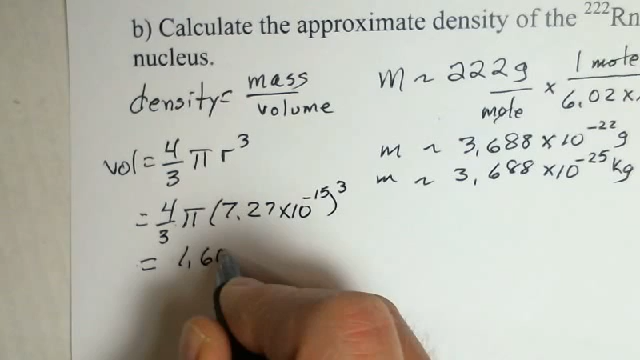 b) Calculate the approximate density of the ²²²Rn
nucleus.
density = mass / volume
m ~ 222g / mole × 1 mole / 6.02 x
vol = 4/3 π r³
m ~ 3.688 x 10⁻²² g
m ~ 3.688 x 10⁻²⁵ kg
= 4/3 π (7.27 x 10⁻¹⁵)³
= 1.6